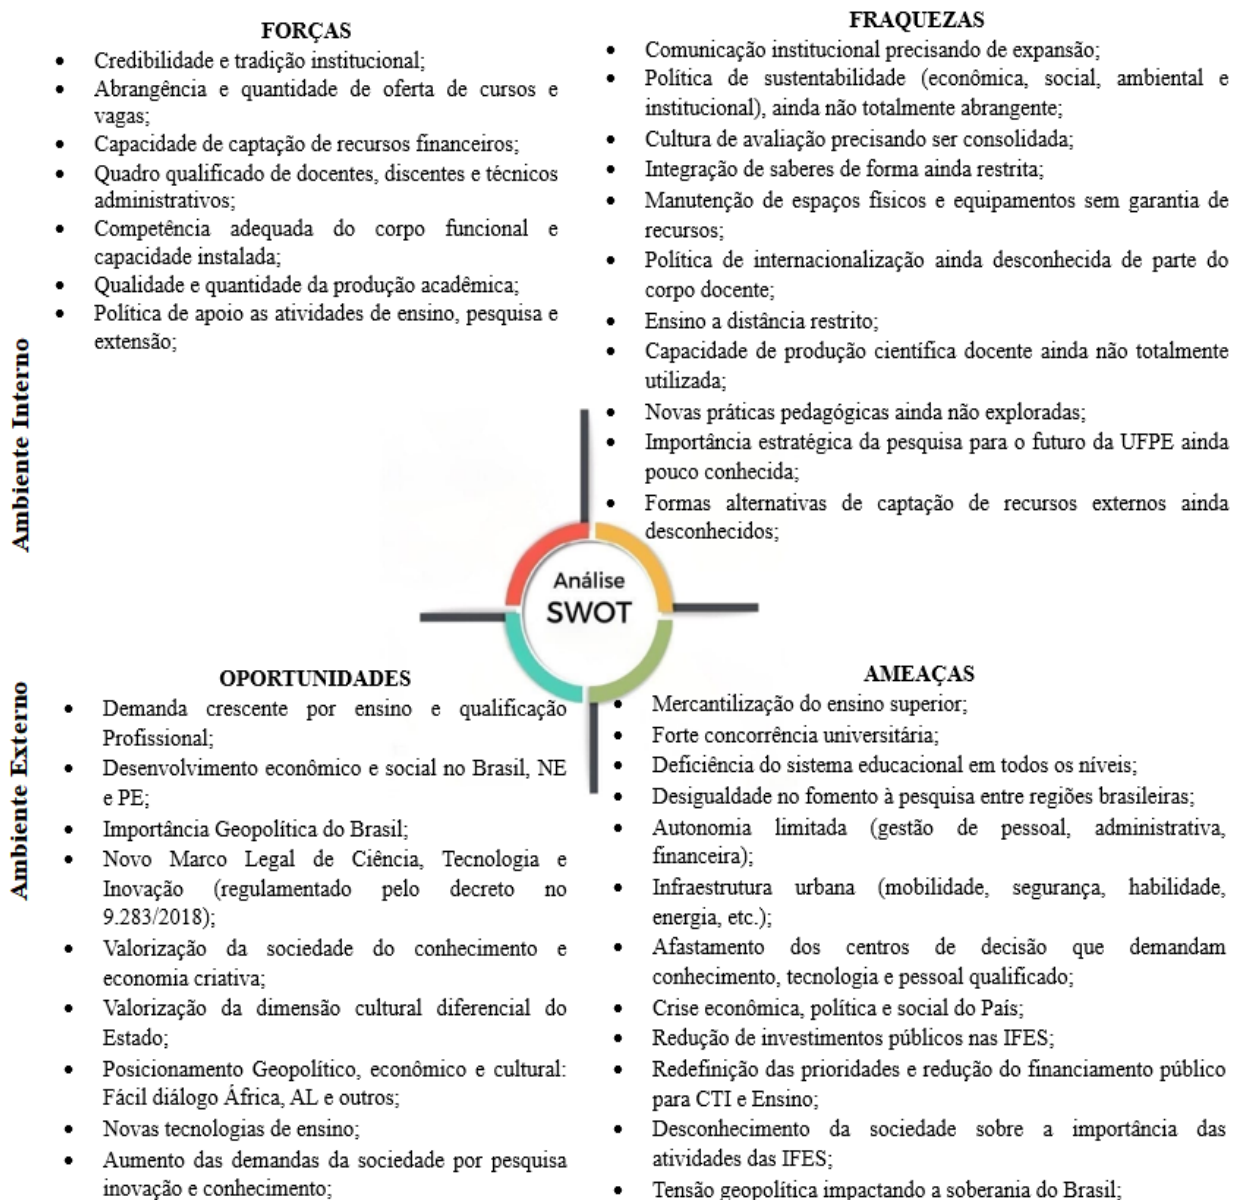 FORÇAS
• Credibilidade e tradição institucional;
• Abrangência e quantidade de oferta de cursos e
vagas;
• Capacidade de captação de recursos financeiros;
• Quadro qualificado de docentes, discentes e técnicos
administrativos;
• Competência adequada do corpo funcional e
capacidade instalada;
• Qualidade e quantidade da produção acadêmica;
• Política de apoio as atividades de ensino, pesquisa e
extensão;
FRAQUEZAS
• Comunicação institucional precisando de expansão;
• Política de sustentabilidade (econômica, social, ambiental e
institucional), ainda não totalmente abrangente;
• Cultura de avaliação precisando ser consolidada;
• Integração de saberes de forma ainda restrita;
• Manutenção de espaços físicos e equipamentos sem garantia de
recursos;
• Política de internacionalização ainda desconhecida de parte do
corpo docente;
• Ensino a distância restrito;
• Capacidade de produção científica docente ainda não totalmente
utilizada;
• Novas práticas pedagógicas ainda não exploradas;
• Importância estratégica da pesquisa para o futuro da UFPE ainda
pouco conhecida;
• Formas alternativas de captação de recursos externos ainda
desconhecidos;
Ambiente Interno
Análise
SWOT
Ambiente Externo
OPORTUNIDADES
• Demanda crescente por ensino e qualificação
Profissional;
• Desenvolvimento econômico e social no Brasil, NE
e PE;
• Importância Geopolítica do Brasil;
• Novo Marco Legal de Ciência, Tecnologia e
Inovação (regulamentado pelo decreto no
9.283/2018);
• Valorização da sociedade do conhecimento e
economia criativa;
• Valorização da dimensão cultural diferencial do
Estado;
• Posicionamento Geopolítico, econômico e cultural:
Fácil diálogo África, AL e outros;
• Novas tecnologias de ensino;
• Aumento das demandas da sociedade por pesquisa
inovação e conhecimento;
AMEAÇAS
• Mercantilização do ensino superior;
• Forte concorrência universitária;
• Deficiência do sistema educacional em todos os níveis;
• Desigualdade no fomento à pesquisa entre regiões brasileiras;
• Autonomia limitada (gestão de pessoal, administrativa,
financeira);
• Infraestrutura urbana (mobilidade, segurança, habilidade,
energia, etc.);
• Afastamento dos centros de decisão que demandam
conhecimento, tecnologia e pessoal qualificado;
• Crise econômica, política e social do País;
• Redução de investimentos públicos nas IFES;
• Redefinição das prioridades e redução do financiamento público
para CTI e Ensino;
• Desconhecimento da sociedade sobre a importância das
atividades das IFES;
• Tensão geopolítica impactando a soberania do Brasil;